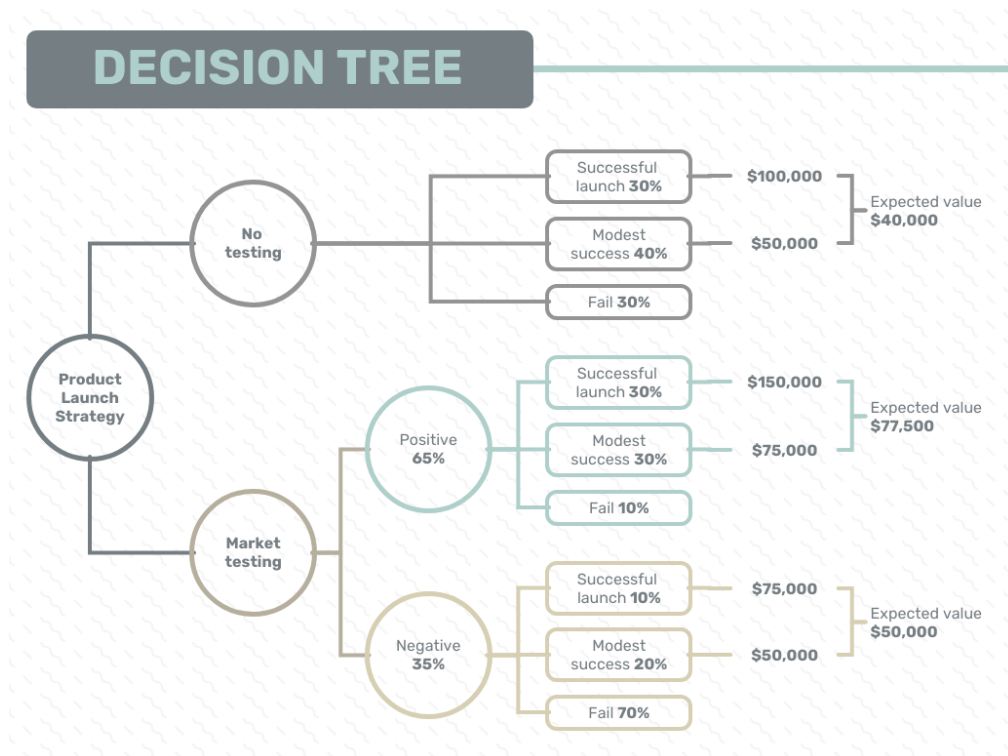 DECISION TREE
Product
Launch
Strategy
No
testing
Successful
launch 30%
$100,000
Modest
success 40%
$50,000
Fail 30%
Expected value
$40,000
Market
testing
Positive
65%
Successful
launch 30%
$150,000
Modest
success 30%
$75,000
Fail 10%
Expected value
$77,500
Negative
35%
Successful
launch 10%
$75,000
Modest
success 20%
$50,000
Fail 70%
Expected value
$50,000